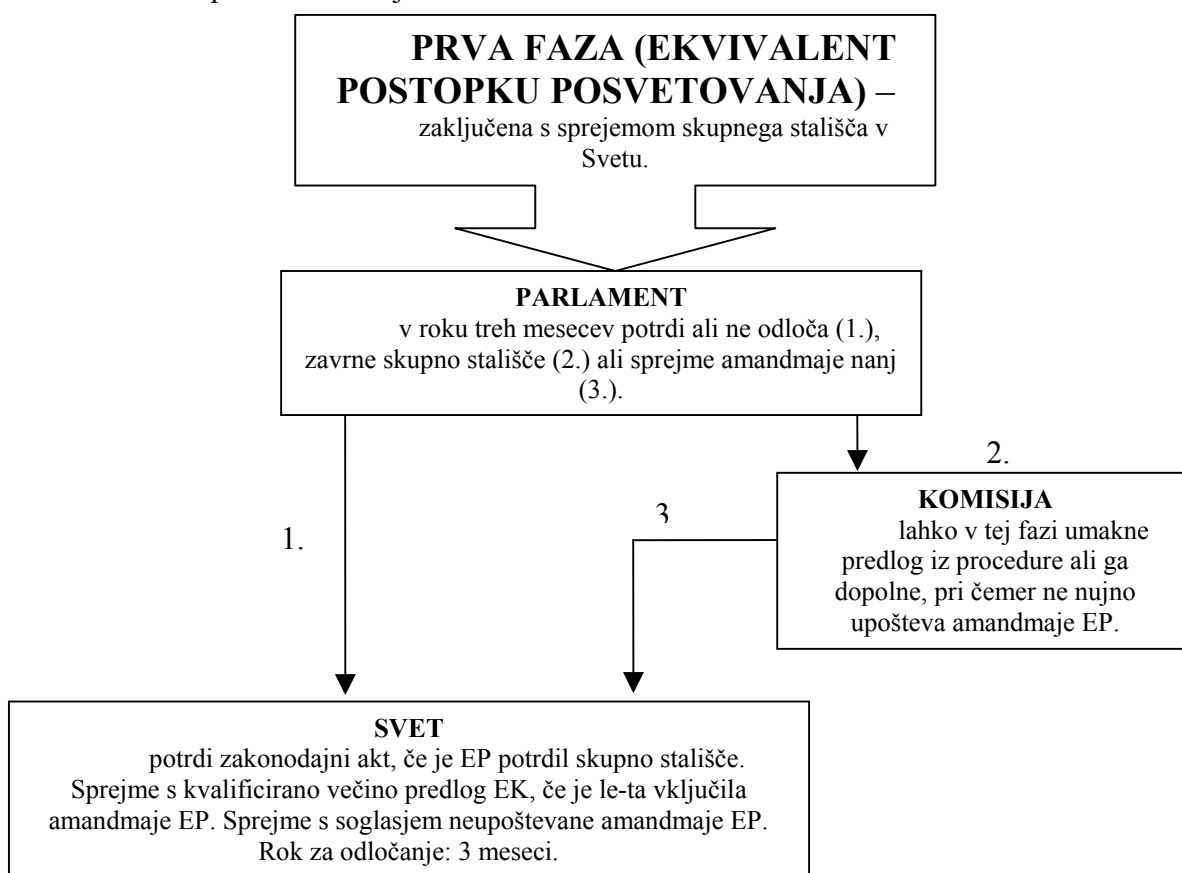 PRVA FAZA (EKVIVALENT
POSTOPKU POSVETOVANJA) –
zaključena s sprejemom skupnega stališča v
Svetu.
PARLAMENT
v roku treh mesecev potrdi ali ne odloča (1.),
zavrne skupno stališče (2.) ali sprejme amandmaje nanj
(3.).
2.
KOMISIJA
lahko v tej fazi umakne
predlog iz procedure ali ga
dopolne, pri čemer ne nujno
upošteva amandmaje EP.
3
1.
SVET
potrdi zakonodajni akt, če je EP potrdil skupno stališče.
Sprejme s kvalificirano večino predlog EK, če je le-ta vključila
amandmaje EP. Sprejme s soglasjem neupoštevane amandmaje EP.
Rok za odločanje: 3 meseci.